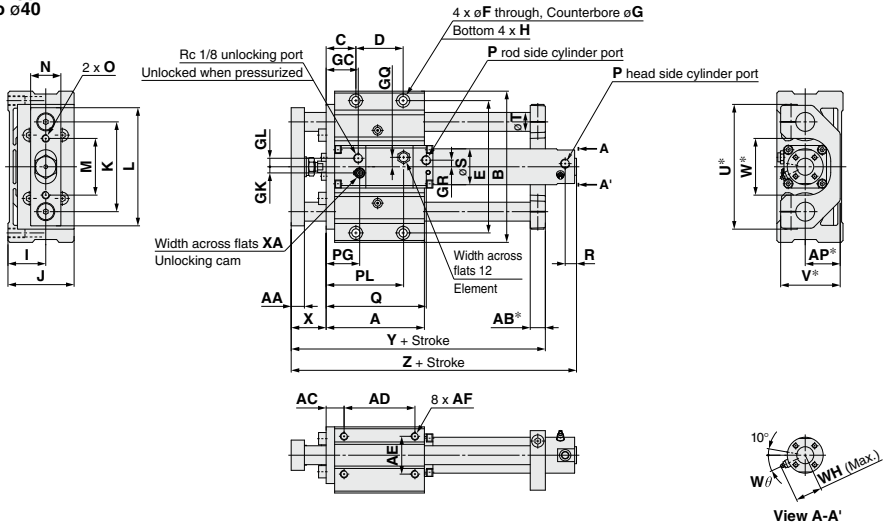 ø40
4 x øF through, Counterbore øG
Bottom 4 x H
P rod side cylinder port
P head side cylinder port
Rc 1/8 unlocking port
Unlocked when pressurized
C
D
GC
GQ
N
2 x O
GL
GK
M
K
L
øT
øS
E
B
GR
A
A'
U*
W*
I
J
Width across flats XA
Unlocking cam
PG
PL
Width across
flats 12
Element
R
AP*
V*
AA
X
Q
A
AB*
Y + Stroke
Z + Stroke
AC
AD
8 x AF
AE
10°
Wθ
WH (Max.)
View A-A'